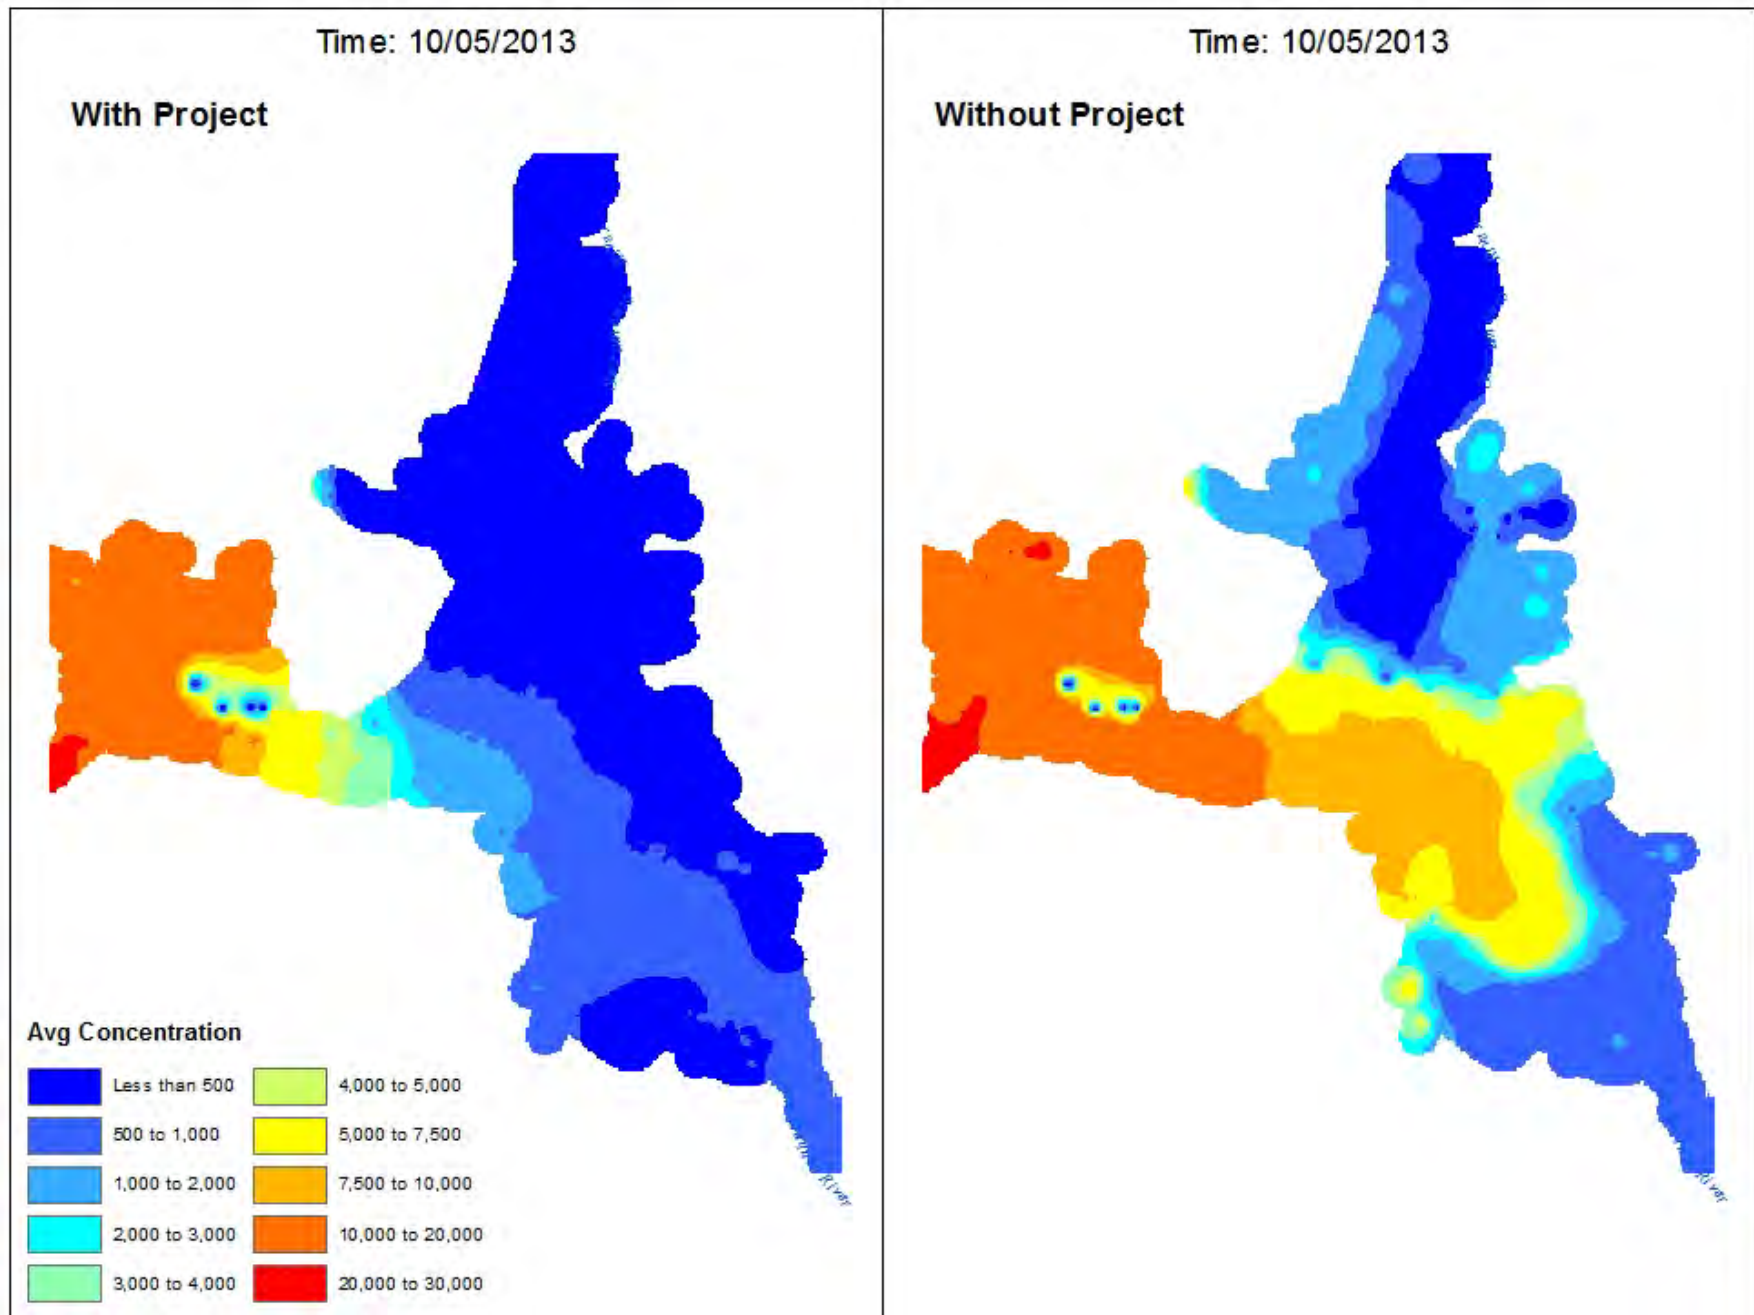 Time: 10/05/2013
With Project
Time: 10/05/2013
Without Project
Avg Concentration
Less than 500
500 to 1,000
1,000 to 2,000
2,000 to 3,000
3,000 to 4,000
4,000 to 5,000
5,000 to 7,500
7,500 to 10,000
10,000 to 20,000
20,000 to 30,000
River
River